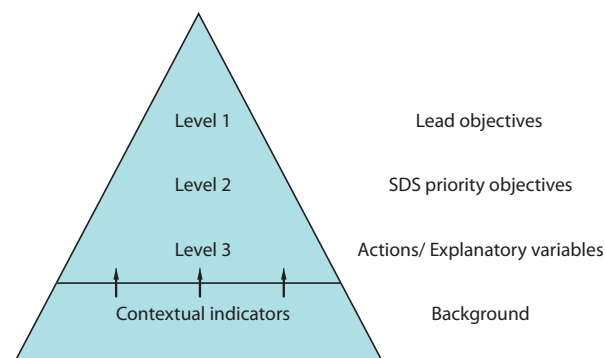 Level 1 Lead objectives
Level 2 SDS priority objectives
Level 3 Actions/ Explanatory variables
Contextual indicators Background